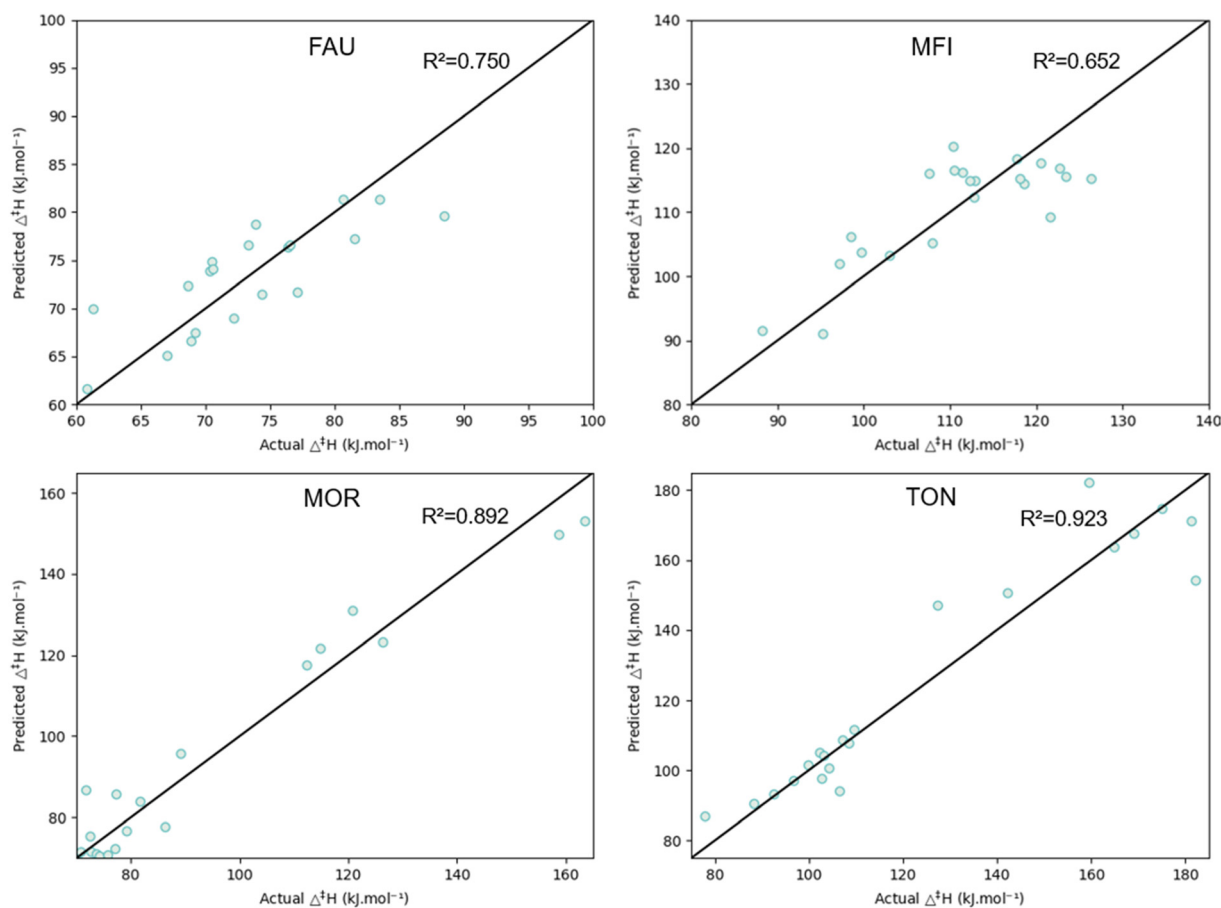 FAU
R²=0.750
100
95
90
85
80
75
70
65
60
Predicted △‡H (kJ.mol⁻¹)
60 65 70 75 80 85 90 95 100
Actual △‡H (kJ.mol⁻¹)
MFI
R²=0.652
140
130
120
110
100
90
80
Predicted △‡H (kJ.mol⁻¹)
80 90 100 110 120 130 140
Actual △‡H (kJ.mol⁻¹)
MOR
R²=0.892
160
140
120
100
80
Predicted △‡H (kJ.mol⁻¹)
80 100 120 140 160
Actual △‡H (kJ.mol⁻¹)
TON
R²=0.923
180
160
140
120
100
80
Predicted △‡H (kJ.mol⁻¹)
80 100 120 140 160 180
Actual △‡H (kJ.mol⁻¹)